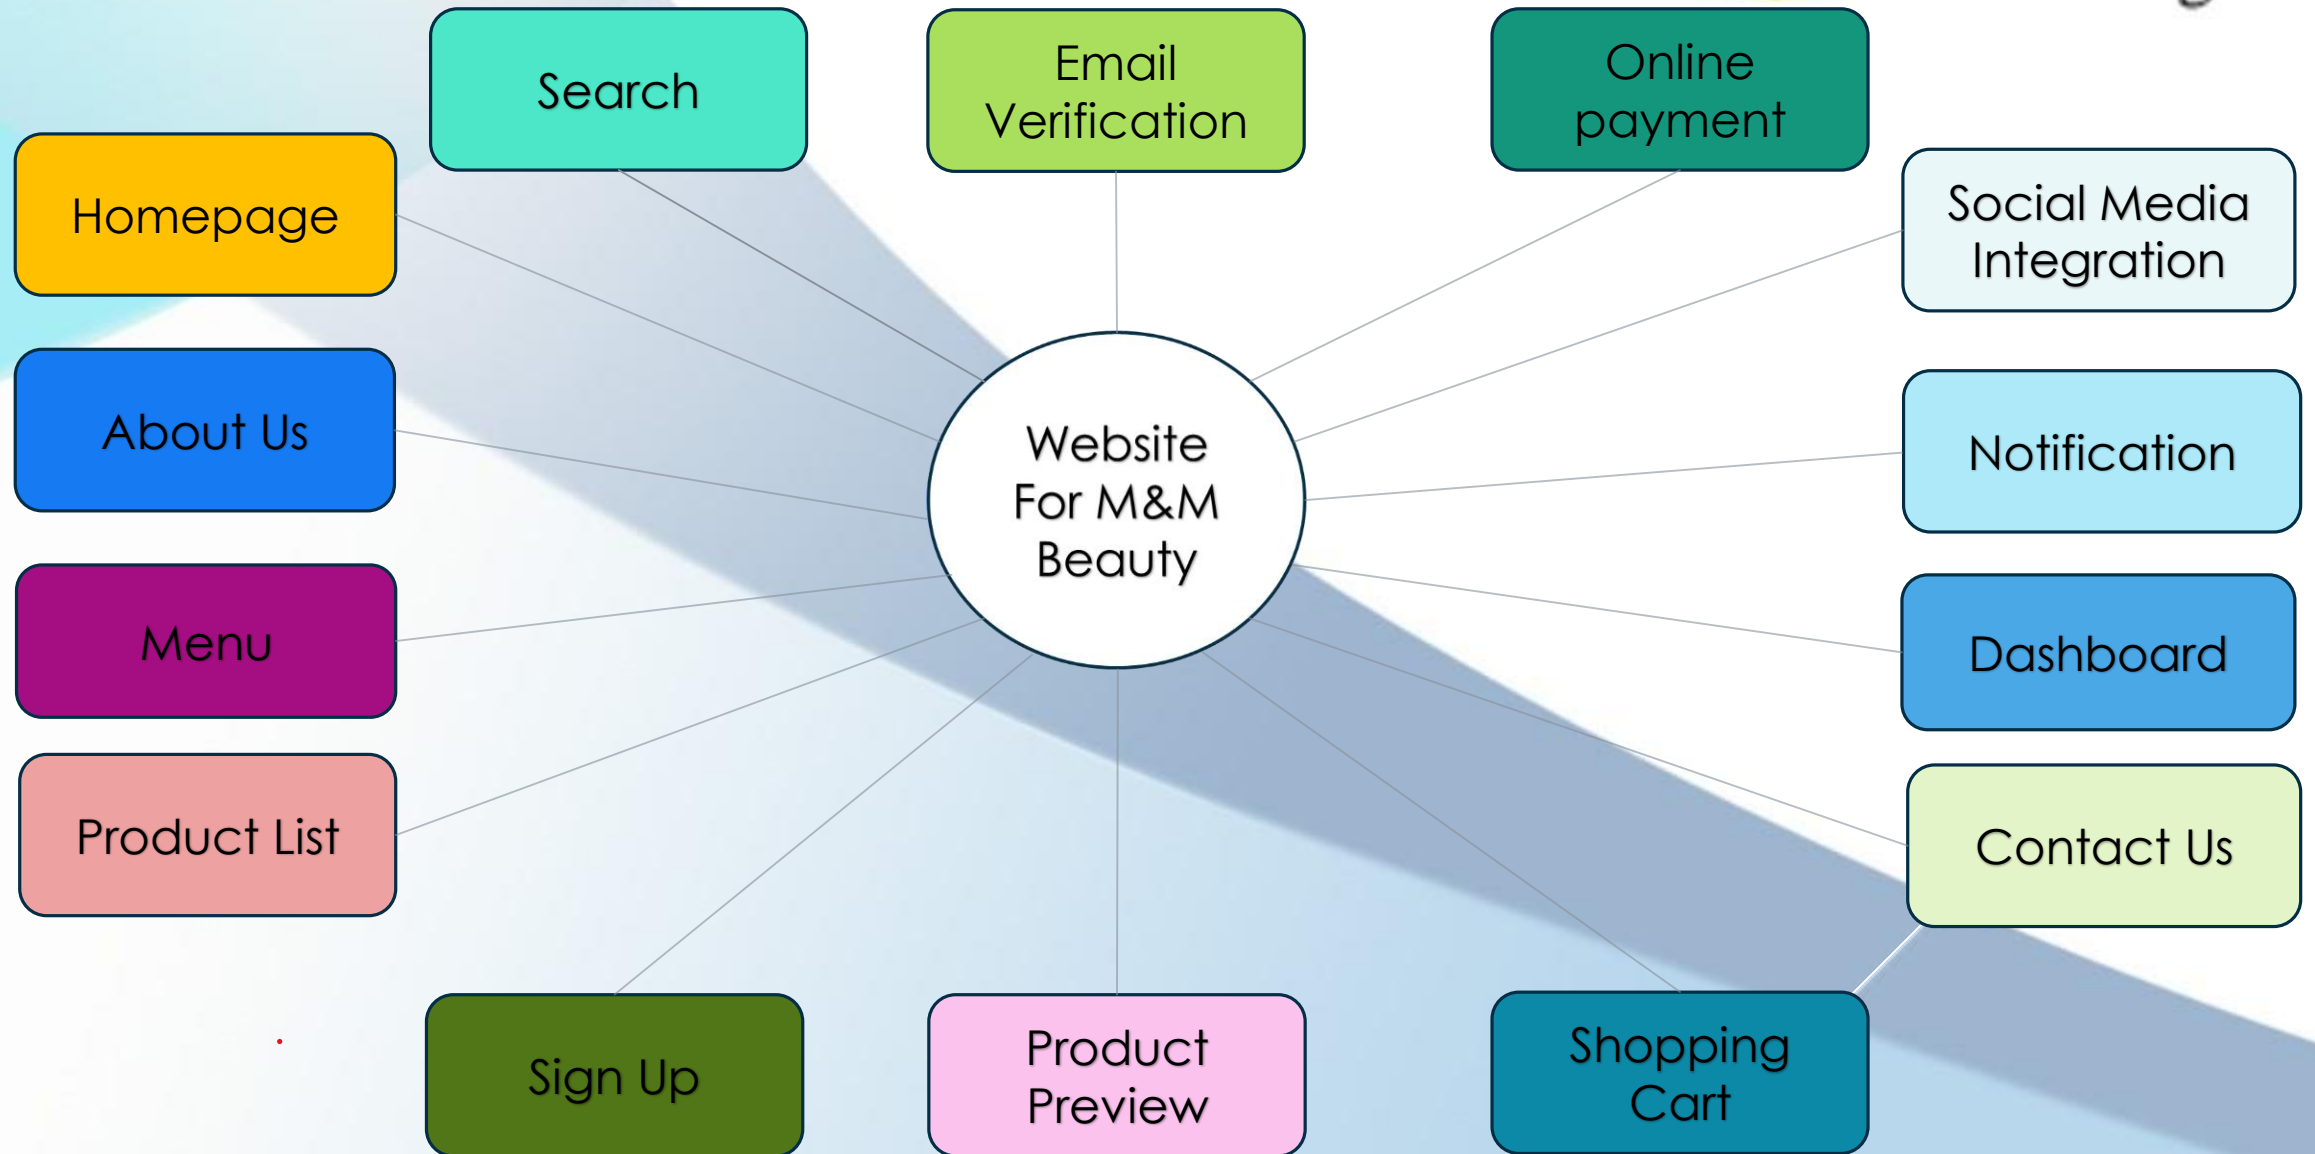 Search
Email
Verification
Online
payment
Homepage
Social Media
Integration
About Us
Website
For M&M
Beauty
Notification
Menu
Dashboard
Product List
Contact Us
Sign Up
Product
Preview
Shopping
Cart